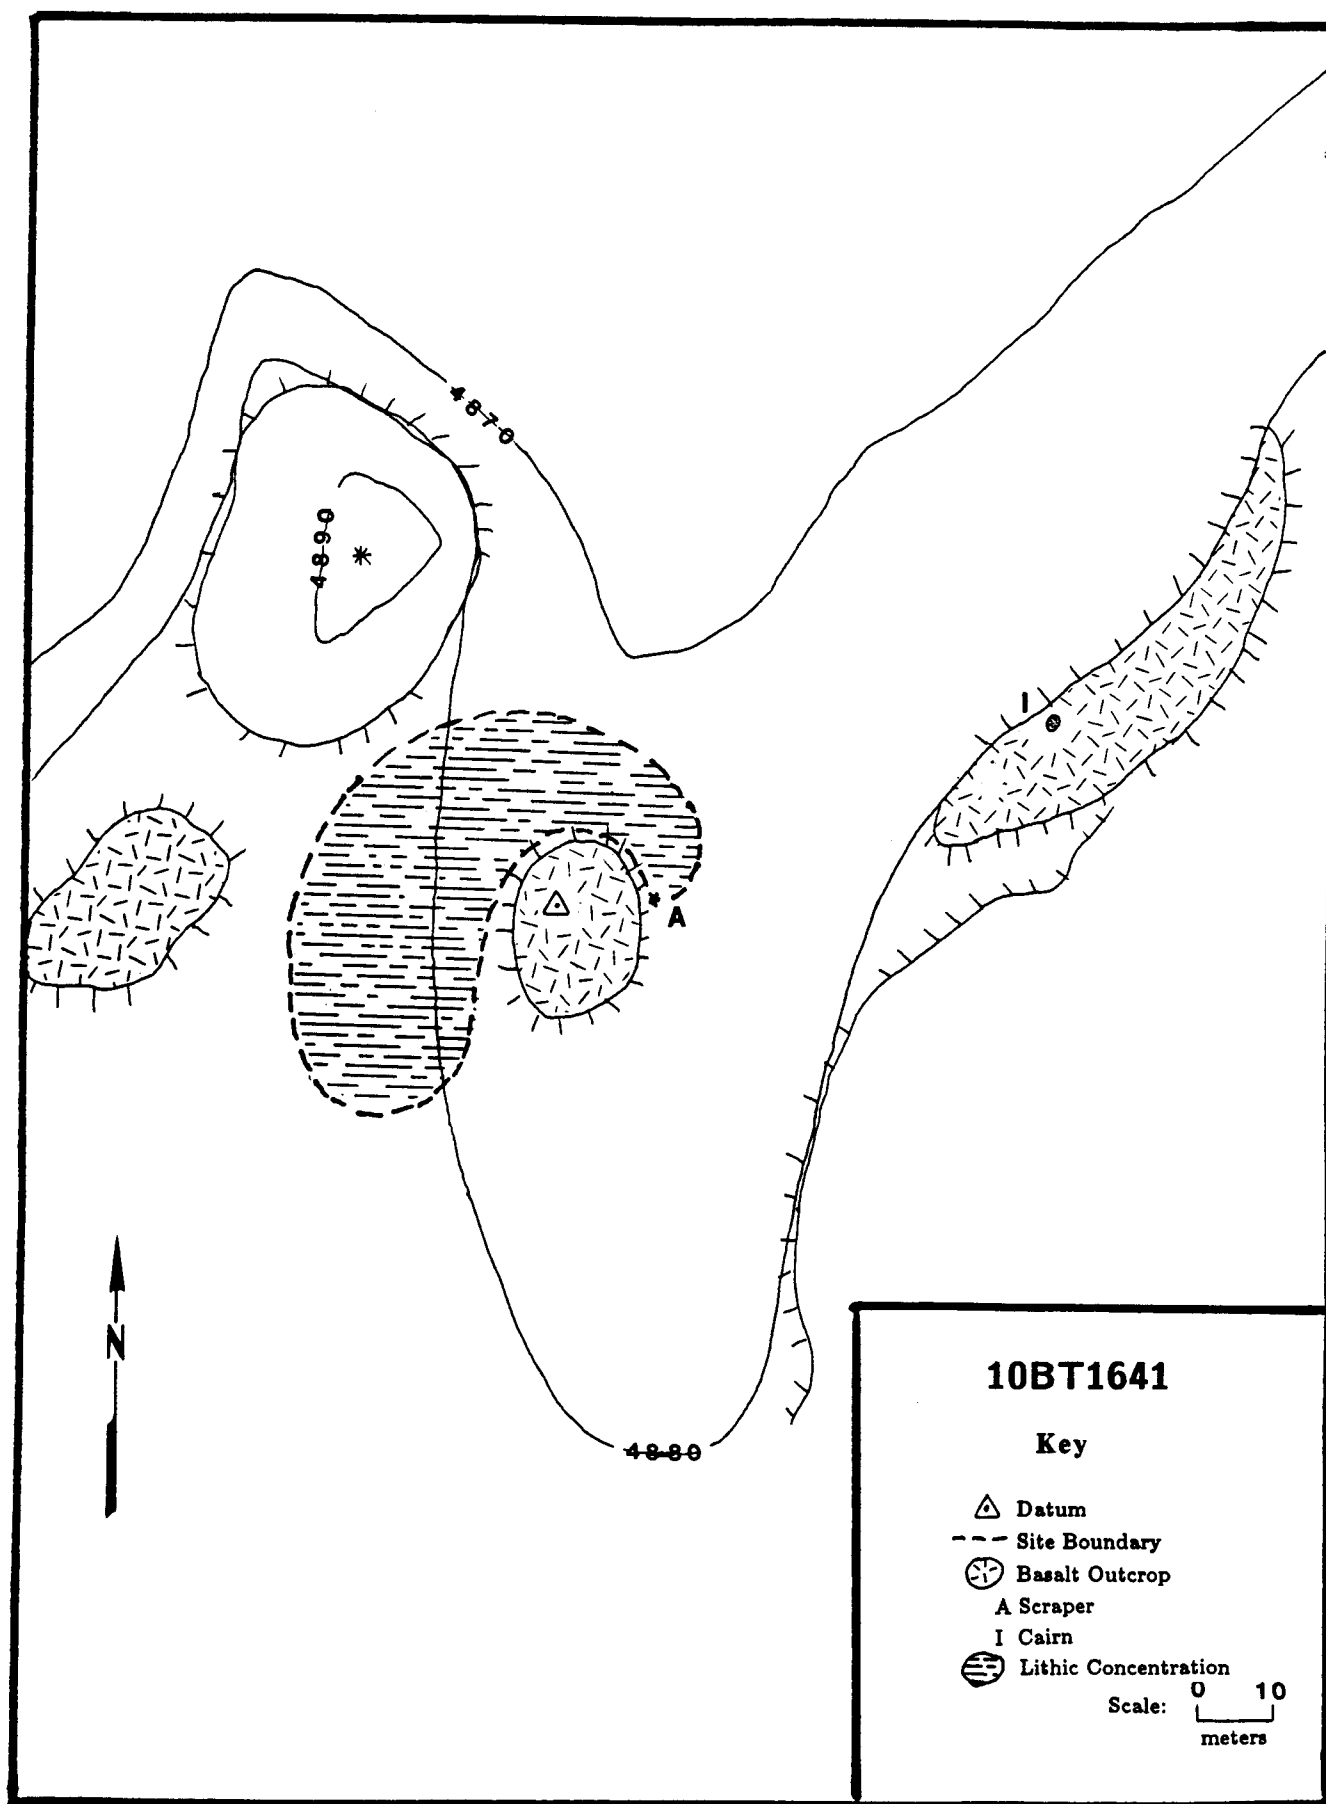 4870
4890
I
A
N
4880
10BT1641
Key
Datum
Site Boundary
Basalt Outcrop
A Scraper
I Cairn
Lithic Concentration
0 10
Scale:
meters